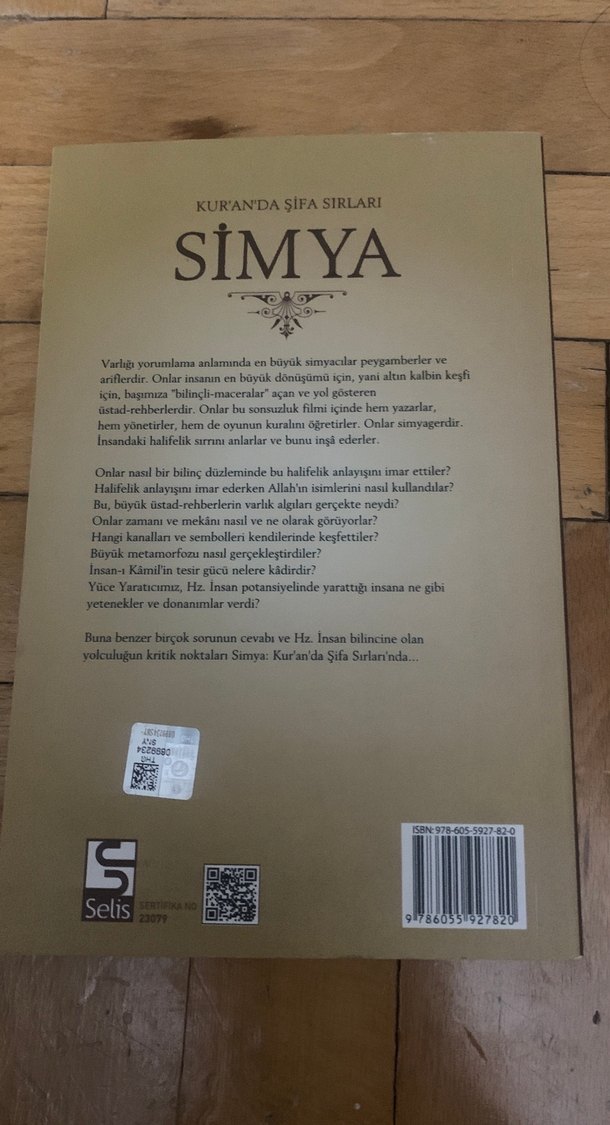 KUR'AN'DA ŞİFA SIRLARI
SİMYA
Varlığı yorumlama anlamında en büyük simyacılar peygamberler ve
ariflerdir. Onlar insanın en büyük dönüşümü için, yani altın kalbin keşfi
için, başımıza "bilinçli-maceralar" açan ve yol gösteren
üstad-rehberlerdir. Onlar bu sonsuzluk filmi içinde hem yazarlar,
hem yönetirler, hem de oyunun kuralını öğretirler. Onlar simyagerdir.
İnsandaki halifelik sırrını anlarlar ve bunu inşâ ederler.
Onlar nasıl bir bilinç düzleminde bu halifelik anlayışını imar ettiler?
Halifelik anlayışını imar ederken Allah'ın isimlerini nasıl kullandılar?
Bu, büyük üstad-rehberlerin varlık algıları gerçekte neydi?
Onlar zamanı ve mekânı nasıl ve ne olarak görüyorlar?
Hangi kanalları ve sembolleri kendilerinde keşfettiler?
Büyük metamorfozu nasıl gerçekleştirdiler?
İnsan-ı Kâmil'in tesir gücü nelere kâdirdir?
Yüce Yaratıcımız, Hz. İnsan potansiyelinde yarattığı insana ne gibi
yetenekler ve donanımlar verdi?
Buna benzer birçok sorunun cevabı ve Hz. İnsan bilincine olan
yolculuğun kritik noktaları Simya: Kur'an'da Şifa Sırları'nda...
THG
0899234
SNY
Selis
SERTİFİKA NO
23079
ISBN: 978-605-5927-82-0
9 786055 927820